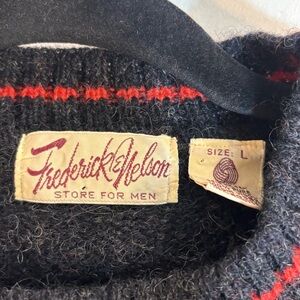 Frederick & Nelson
STORE FOR MEN
SIZE: L